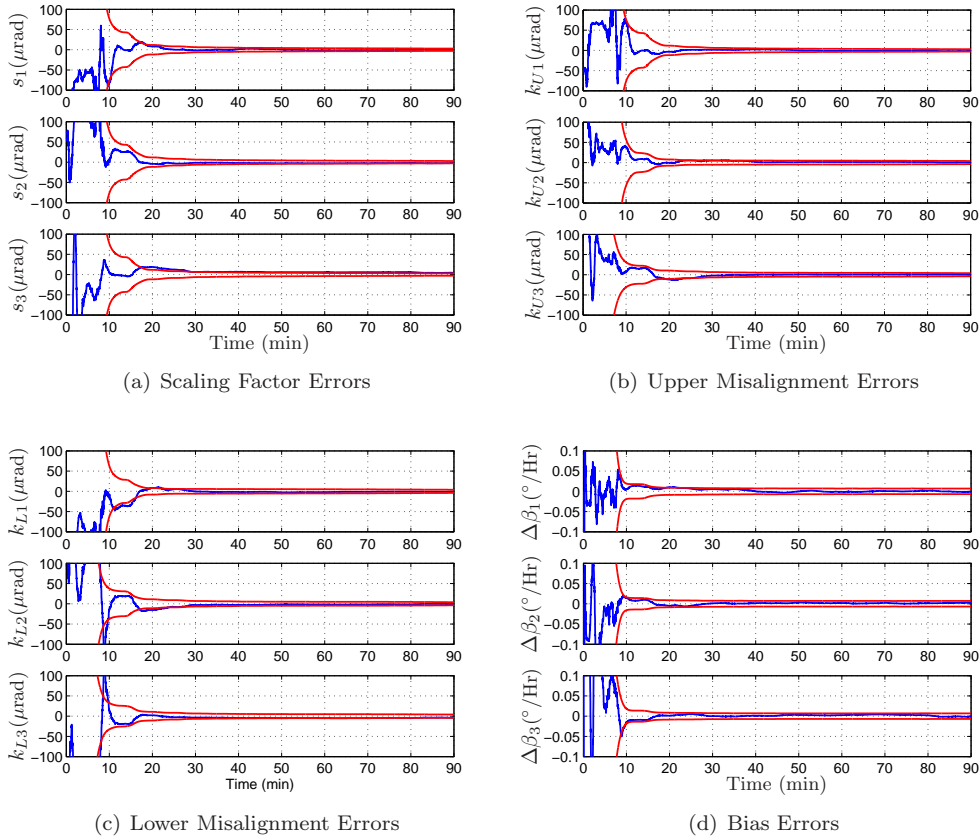 100
50
0
−50
−100
0 10 20 30 40 50 60 70 80 90
s1(μrad)
100
50
0
−50
−100
0 10 20 30 40 50 60 70 80 90
s2(μrad)
100
50
0
−50
−100
0 10 20 30 40 50 60 70 80 90
s3(μrad)
Time (min)
(a) Scaling Factor Errors
100
50
0
−50
−100
0 10 20 30 40 50 60 70 80 90
kU1(μrad)
100
50
0
−50
−100
0 10 20 30 40 50 60 70 80 90
kU2(μrad)
100
50
0
−50
−100
0 10 20 30 40 50 60 70 80 90
kU3(μrad)
Time (min)
(b) Upper Misalignment Errors
100
50
0
−50
−100
0 10 20 30 40 50 60 70 80 90
kL1(μrad)
100
50
0
−50
−100
0 10 20 30 40 50 60 70 80 90
kL2(μrad)
100
50
0
−50
−100
0 10 20 30 40 50 60 70 80 90
kL3(μrad)
Time (min)
(c) Lower Misalignment Errors
0.1
0.05
0
−0.05
−0.1
0 10 20 30 40 50 60 70 80 90
Δβ1(°/Hr)
0.1
0.05
0
−0.05
−0.1
0 10 20 30 40 50 60 70 80 90
Δβ2(°/Hr)
0.1
0.05
0
−0.05
−0.1
0 10 20 30 40 50 60 70 80 90
Δβ3(°/Hr)
Time (min)
(d) Bias Errors